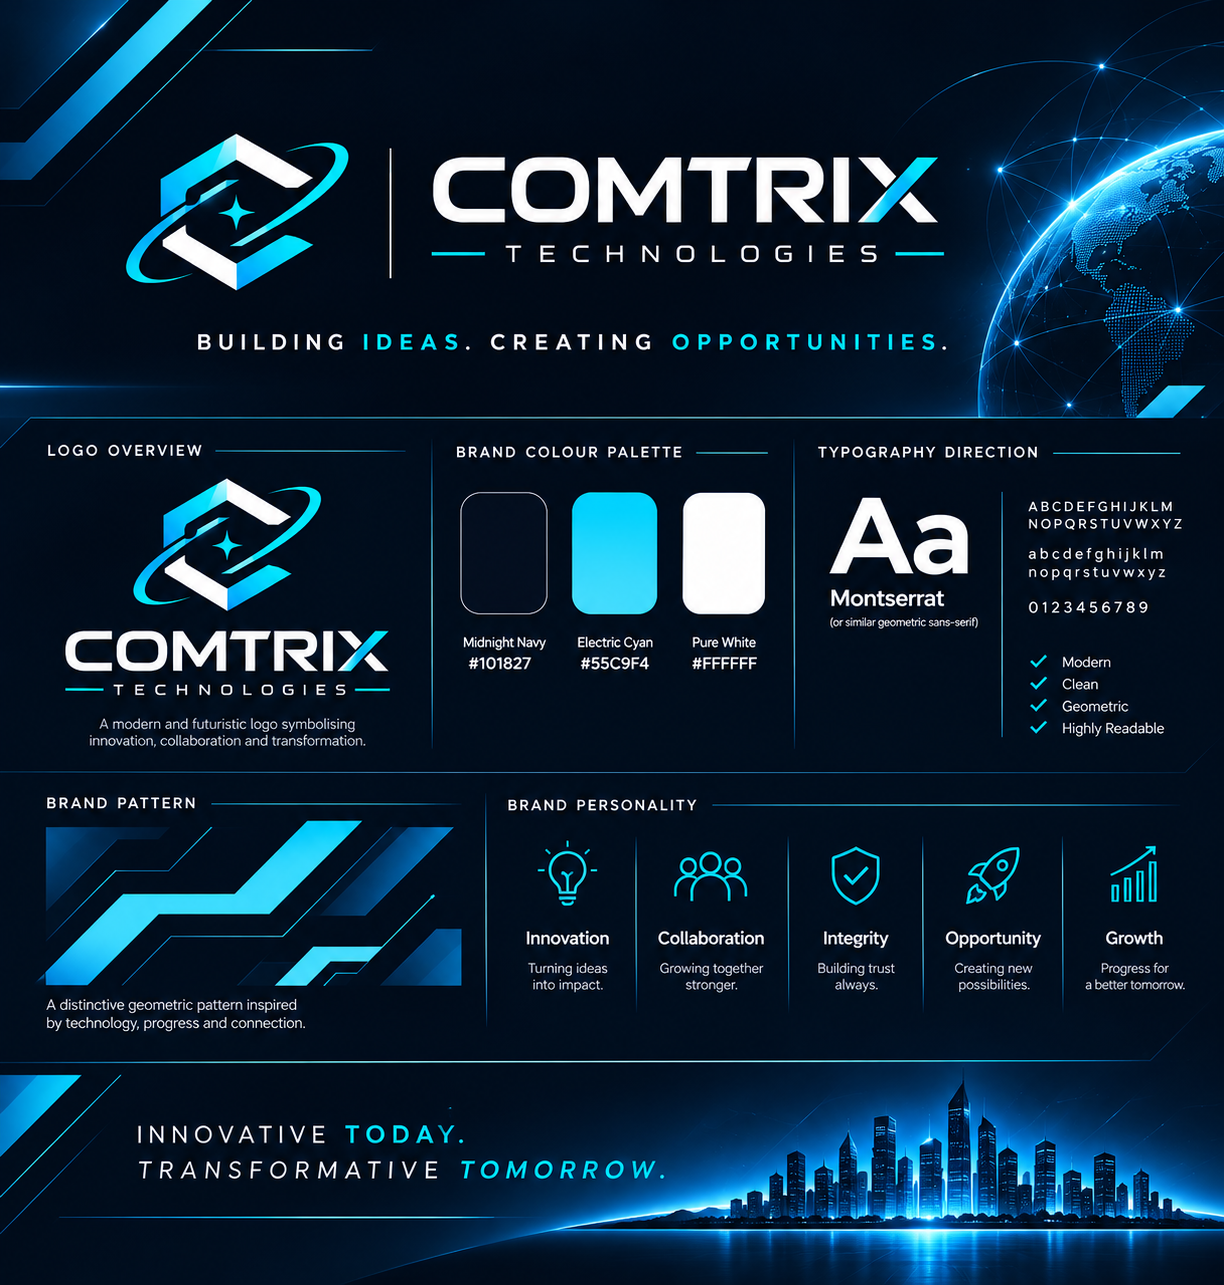 COMTRIX
TECHNOLOGIES
BUILDING IDEAS. CREATING OPPORTUNITIES.
LOGO OVERVIEW
COMTRIX
TECHNOLOGIES
A modern and futuristic logo symbolising
innovation, collaboration and transformation.
BRAND COLOUR PALETTE
Midnight Navy
#101827
Electric Cyan
#55C9F4
Pure White
#FFFFFF
TYPOGRAPHY DIRECTION
Aa
Montserrat
(or similar geometric sans-serif)
ABCDEFGHIJKLM
NOPQRSTUVWXYZ
abcdefghijklm
nopqrstuvwxyz
0123456789
Modern
Clean
Geometric
Highly Readable
BRAND PATTERN
A distinctive geometric pattern inspired
by technology, progress and connection.
BRAND PERSONALITY
Innovation
Turning ideas
into impact.
Collaboration
Growing together
stronger.
Integrity
Building trust
always.
Opportunity
Creating new
possibilities.
Growth
Progress for
a better tomorrow.
INNOVATIVE TODAY.
TRANSFORMATIVE TOMORROW.